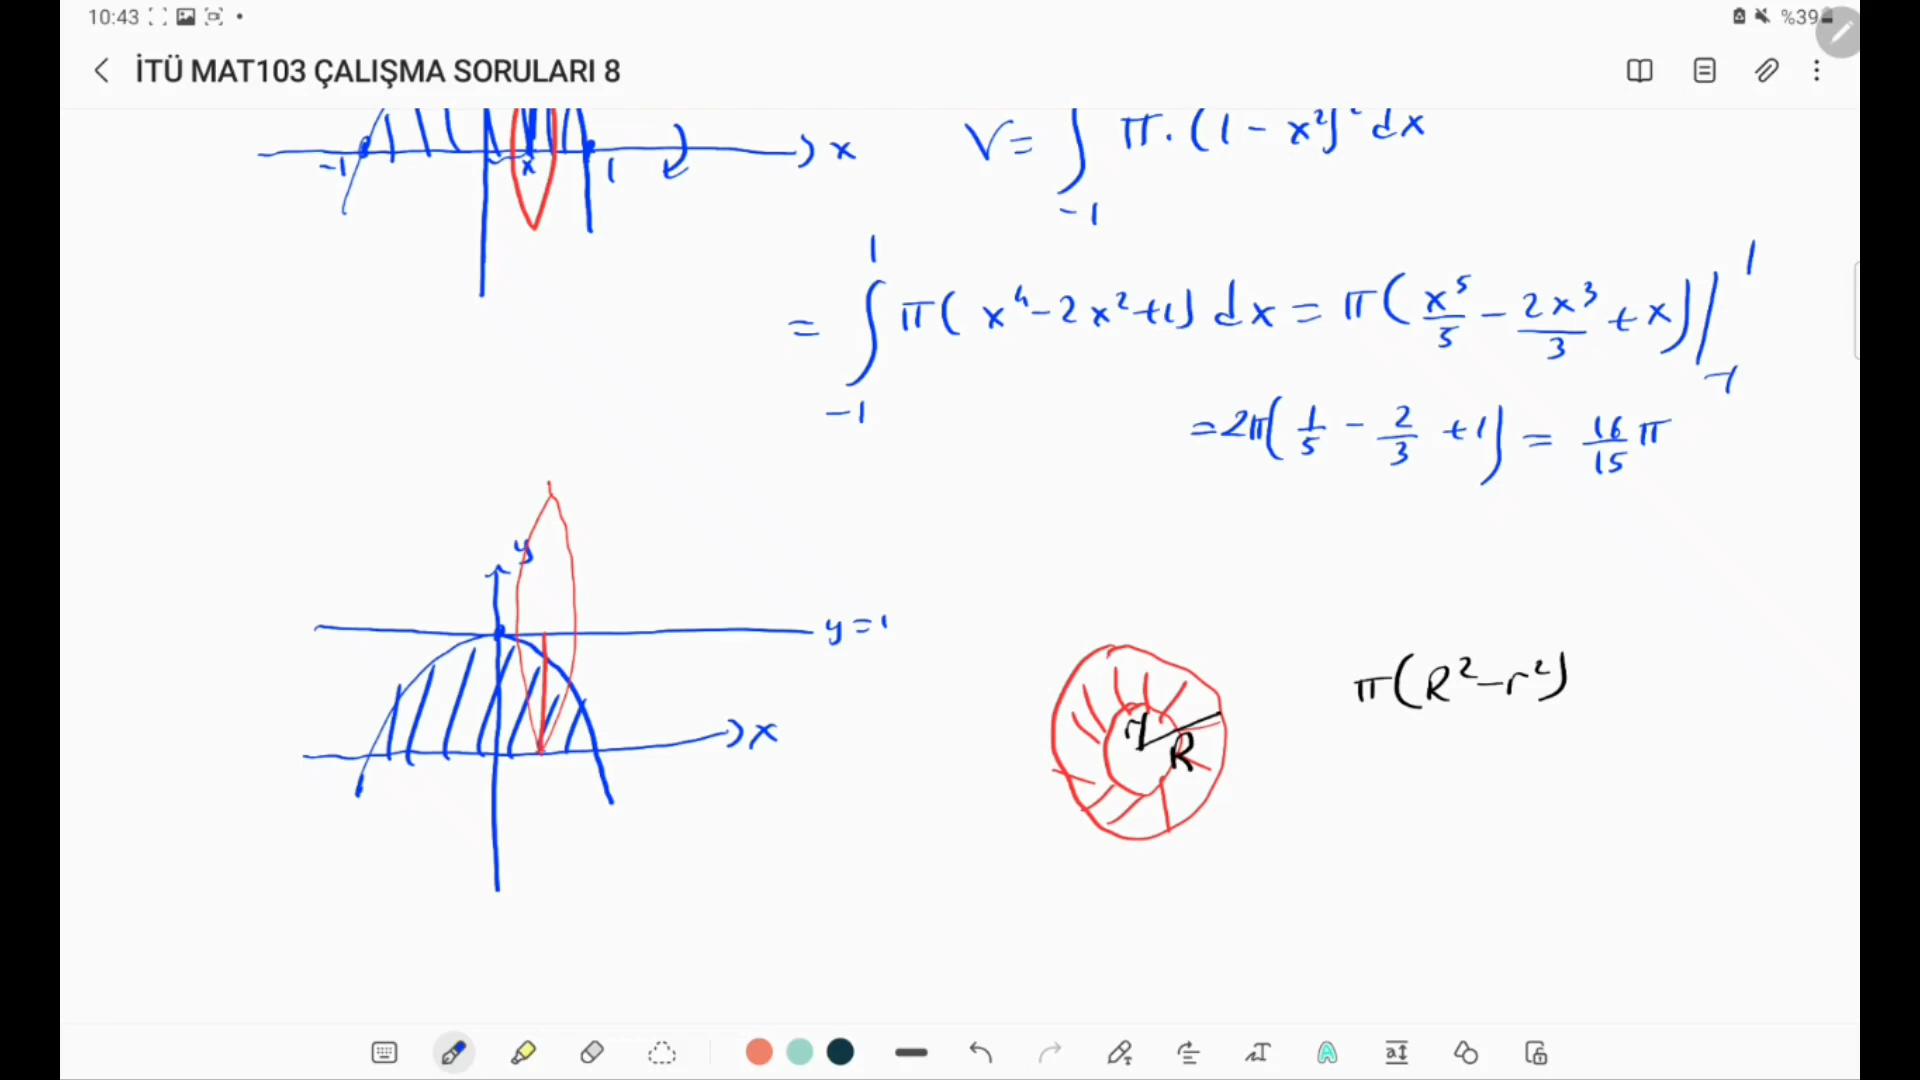 10:43
%39
İTÜ MAT103 ÇALIŞMA SORULARI 8
-1 x 1 x
V = ∫ π.(1 - x²)² dx
-1
1
= ∫ π(x⁴ - 2x² + 1) dx = π(x⁵/5 - 2x³/3 + x)| 1
-1 -1
= 2π(1/5 - 2/3 + 1) = 16/15 π
y
y = 1
π(R² - r²)
r
x
R